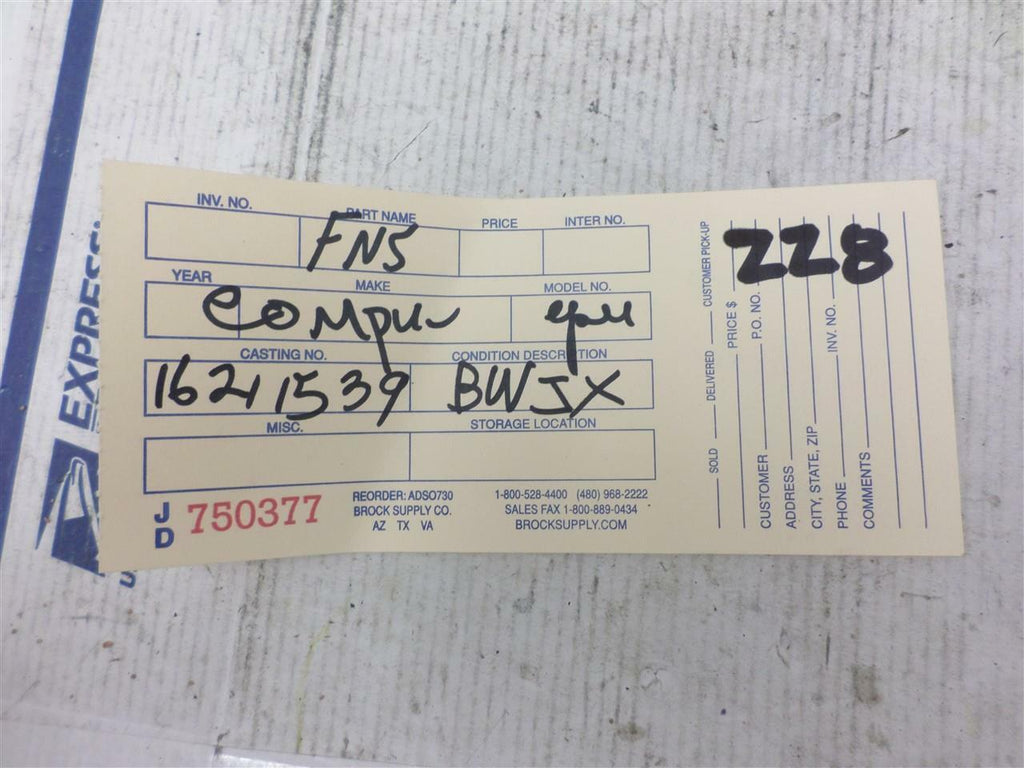 EXPRESS
INV. NO. PART NAME PRICE INTER NO.
FNS
YEAR MAKE MODEL NO.
CASTING NO. CONDITION DESCRIPTION
16211539 BWJX
MISC. STORAGE LOCATION
JD 750377
REORDER: ADSO730
BROCK SUPPLY CO.
AZ TX VA
1-800-528-4400 (480) 968-2222
SALES FAX 1-800-889-0434
BROCKSUPPLY.COM
228
SOLD DELIVERED CUSTOMER PICK-UP
PRICE $
CUSTOMER P.O. NO.
ADDRESS
CITY, STATE, ZIP
PHONE INV. NO.
COMMENTS